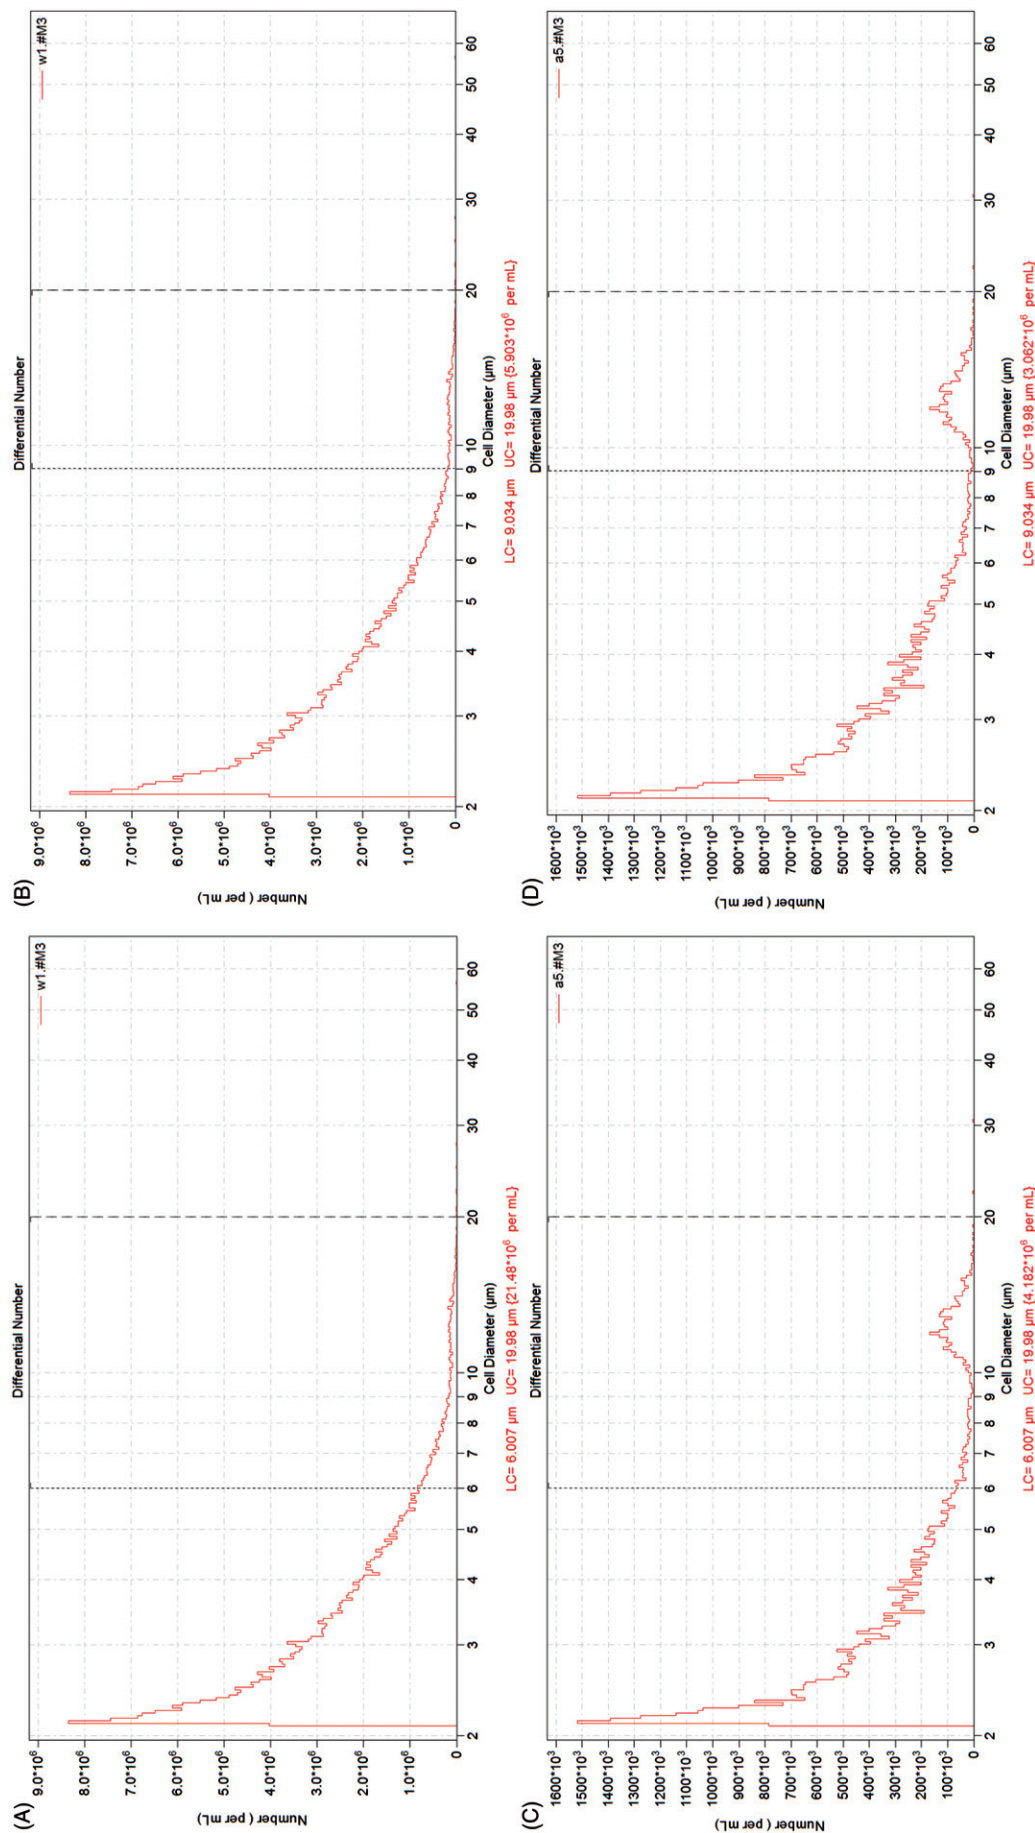 (A)
Differential Number
w1.#M3
Number ( per mL)
9.0*10⁶
8.0*10⁶
7.0*10⁶
6.0*10⁶
5.0*10⁶
4.0*10⁶
3.0*10⁶
2.0*10⁶
1.0*10⁶
0
2 3 4 5 6 7 8 9 10 20 30 40 50 60
Cell Diameter (µm)
LC= 6.007 µm UC= 19.98 µm {21.48*10⁶ per mL}
(B)
Differential Number
w1.#M3
Number ( per mL)
9.0*10⁶
8.0*10⁶
7.0*10⁶
6.0*10⁶
5.0*10⁶
4.0*10⁶
3.0*10⁶
2.0*10⁶
1.0*10⁶
0
2 3 4 5 6 7 8 9 10 20 30 40 50 60
Cell Diameter (µm)
LC= 9.034 µm UC= 19.98 µm {5.903*10⁶ per mL}
(C)
Differential Number
a5.#M3
Number ( per mL)
1600*10³
1500*10³
1400*10³
1300*10³
1200*10³
1100*10³
1000*10³
900*10³
800*10³
700*10³
600*10³
500*10³
400*10³
300*10³
200*10³
100*10³
0
2 3 4 5 6 7 8 9 10 20 30 40 50 60
Cell Diameter (µm)
LC= 6.007 µm UC= 19.98 µm {4.182*10⁶ per mL}
(D)
Differential Number
a5.#M3
Number ( per mL)
1600*10³
1500*10³
1400*10³
1300*10³
1200*10³
1100*10³
1000*10³
900*10³
800*10³
700*10³
600*10³
500*10³
400*10³
300*10³
200*10³
100*10³
0
2 3 4 5 6 7 8 9 10 20 30 40 50 60
Cell Diameter (µm)
LC= 9.034 µm UC= 19.98 µm {3.062*10⁶ per mL}